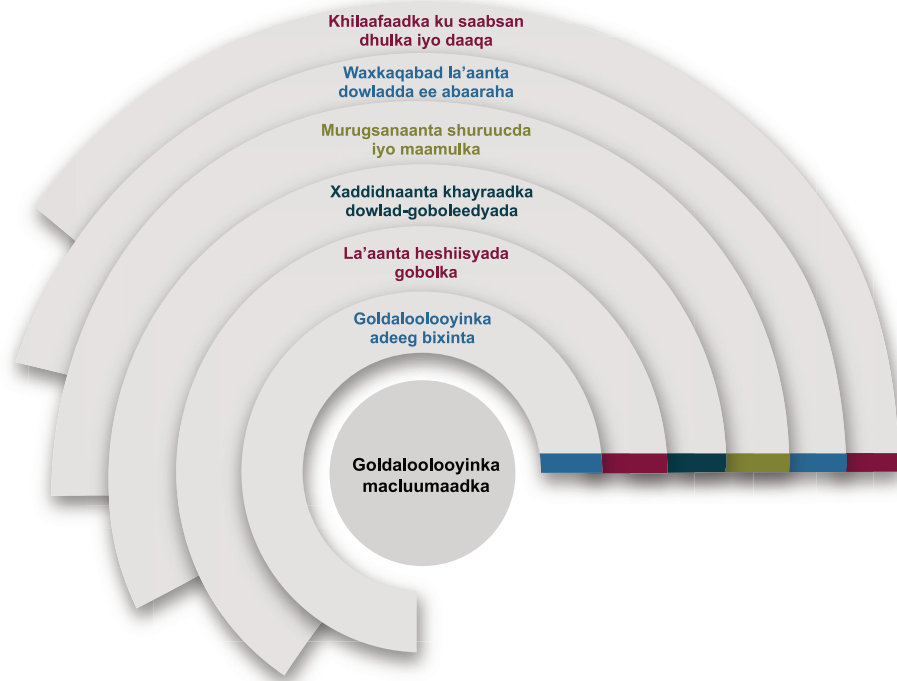 Khilaafaadka ku saabsan
dhulka iyo daaqa
Waxkaqabad la’aanta
dowladda ee abaaraha
Murugsanaanta shuruucda
iyo maamulka
Xaddidnaanta khayraadka
dowlad-goboleedyada
La’aanta heshiisyada
gobolka
Goldaloolooyinka
adeeg bixinta
Goldaloolooyinka
macluumaadka